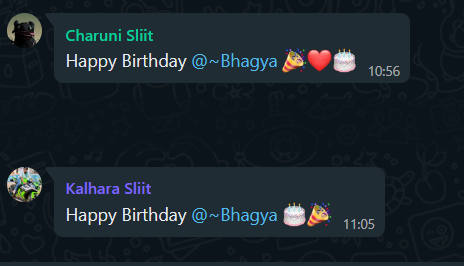 Charuni Sliit
Happy Birthday @~Bhagya 🎉❤️🎂
10:56
Kalhara Sliit
Happy Birthday @~Bhagya 🎂🎉
11:05